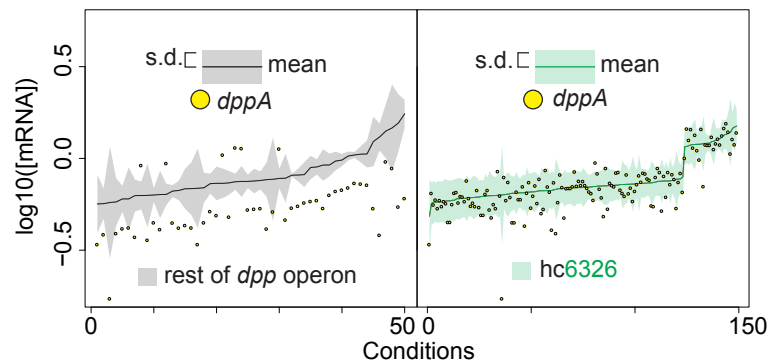 log10([mRNA])
0.5
0.0
−0.5
s.d.
mean
dppA
rest of dpp operon
0
50
s.d.
mean
dppA
hc6326
0
150
Conditions